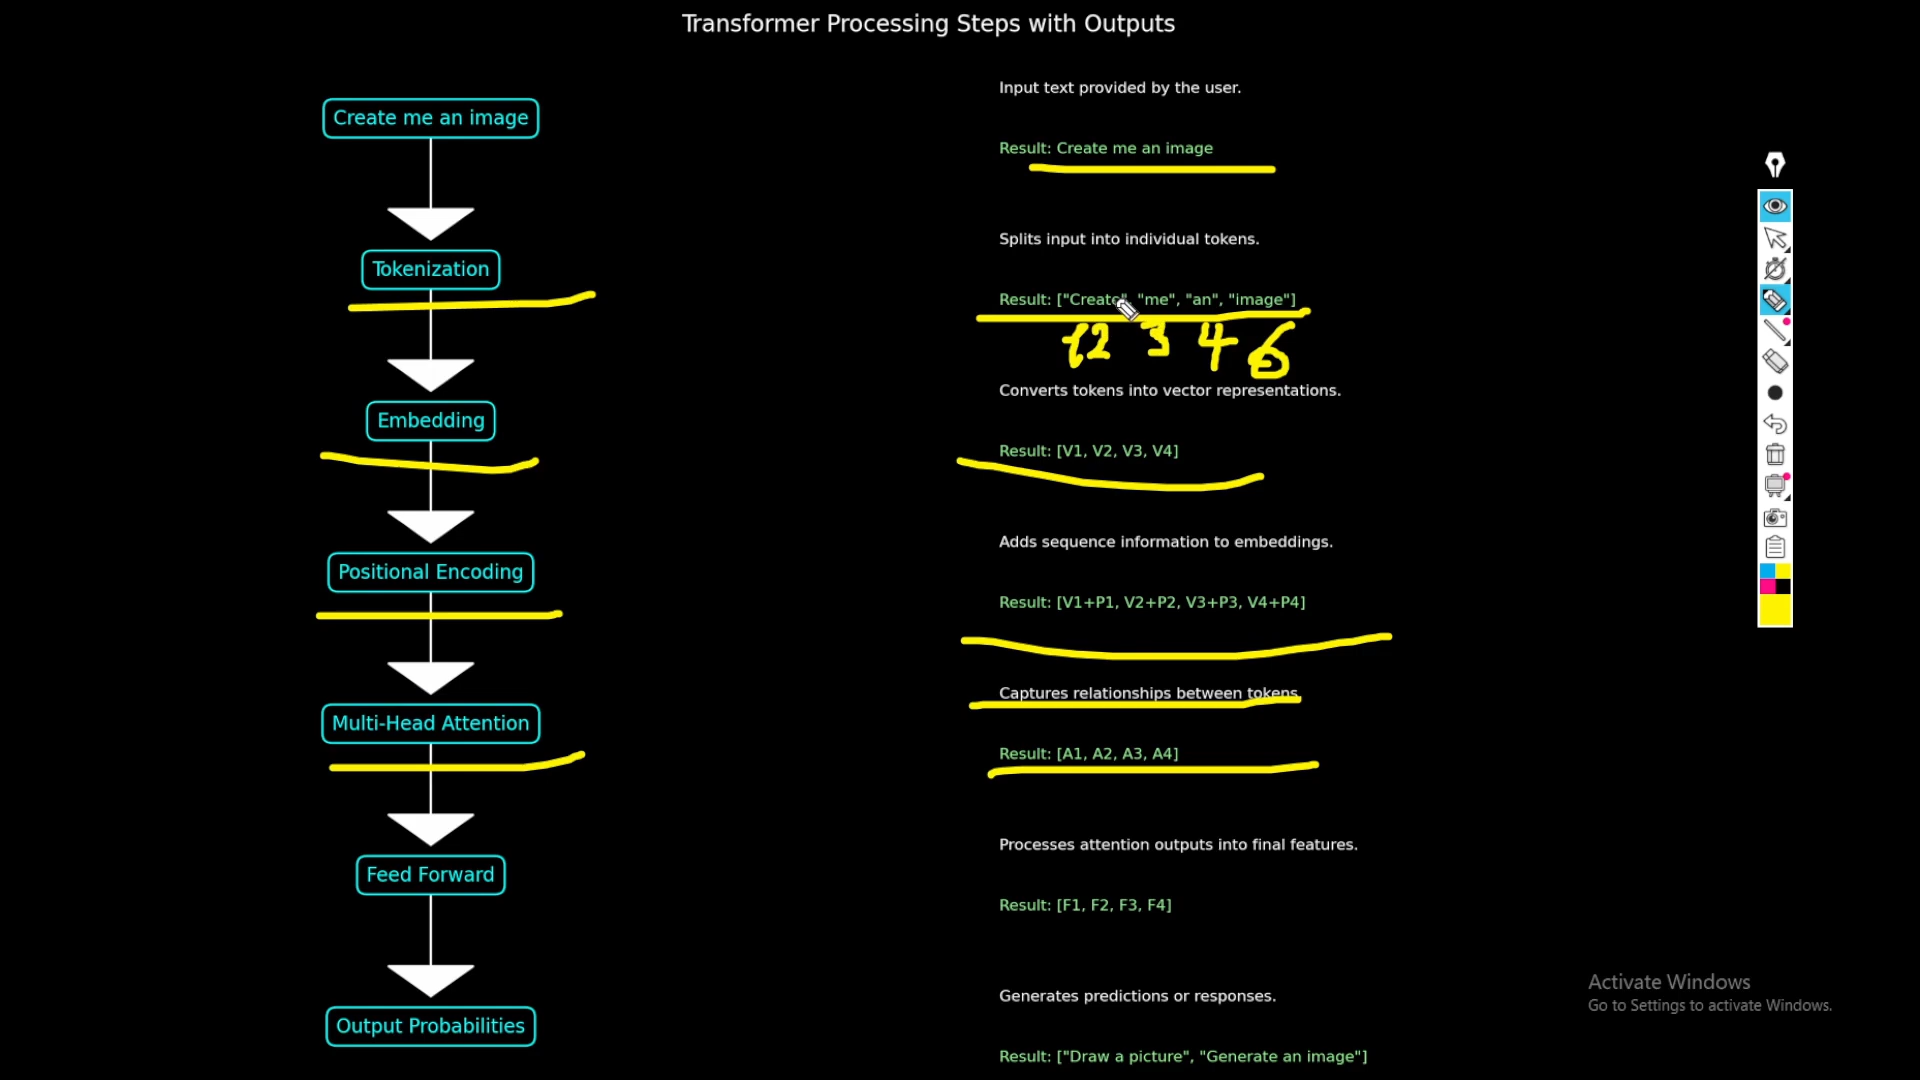 Transformer Processing Steps with Outputs
Create me an image
Input text provided by the user.
Result: Create me an image
Tokenization
Splits input into individual tokens.
Result: ["Create", "me", "an", "image"]
12 3 4 6
Embedding
Converts tokens into vector representations.
Result: [V1, V2, V3, V4]
Positional Encoding
Adds sequence information to embeddings.
Result: [V1+P1, V2+P2, V3+P3, V4+P4]
Multi-Head Attention
Captures relationships between tokens.
Result: [A1, A2, A3, A4]
Feed Forward
Processes attention outputs into final features.
Result: [F1, F2, F3, F4]
Output Probabilities
Generates predictions or responses.
Result: ["Draw a picture", "Generate an image"]
Activate Windows
Go to Settings to activate Windows.